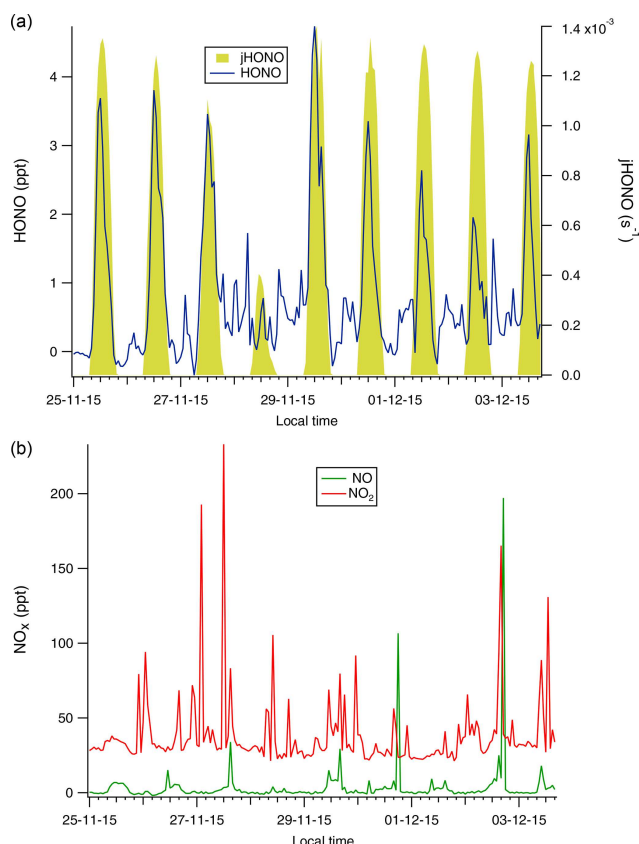 (a)
jHONO
HONO
HONO (ppt)
4
3
2
1
0
1.4 x10⁻³
1.2
1.0
0.8
0.6
0.4
0.2
0.0
jHONO (s⁻¹)
25-11-15 27-11-15 29-11-15 01-12-15 03-12-15
Local time
(b)
NO
NO₂
NOₓ (ppt)
200
150
100
50
0
25-11-15 27-11-15 29-11-15 01-12-15 03-12-15
Local time